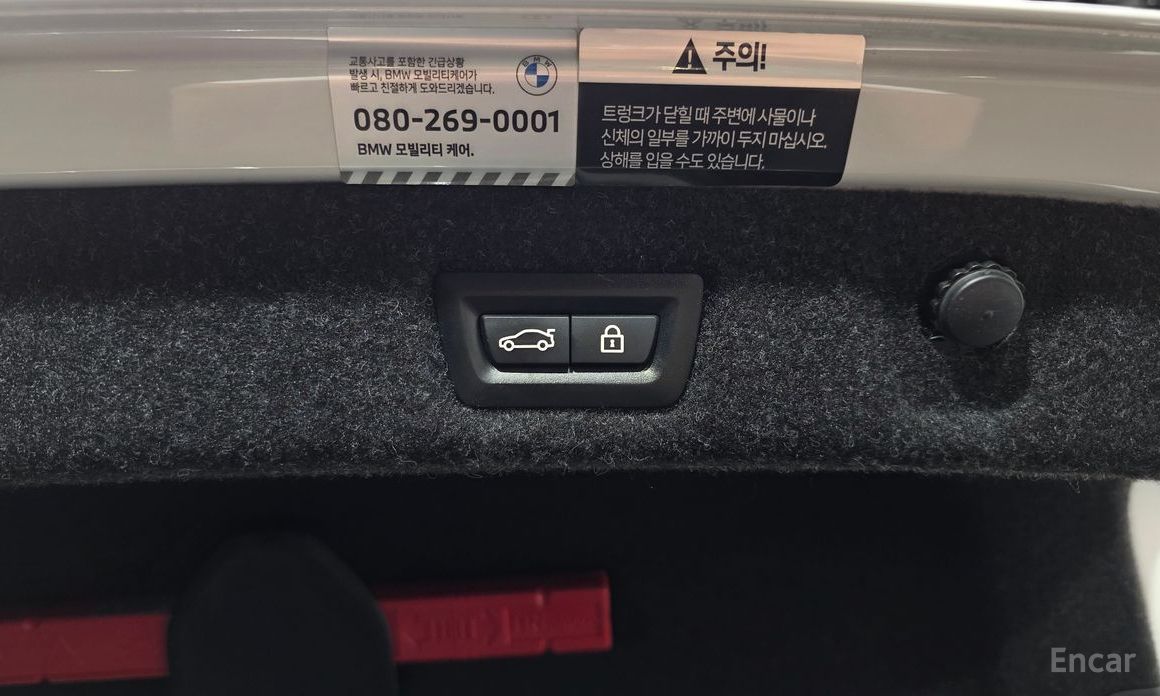 교통사고를 포함한 긴급상황
발생 시, BMW 모빌리티케어가
빠르고 친절하게 도와드리겠습니다.
BMW
080-269-0001
BMW 모빌리티 케어.
주의!
트렁크가 닫힐 때 주변에 사물이나
신체의 일부를 가까이 두지 마십시오.
상해를 입을 수도 있습니다.
Encar